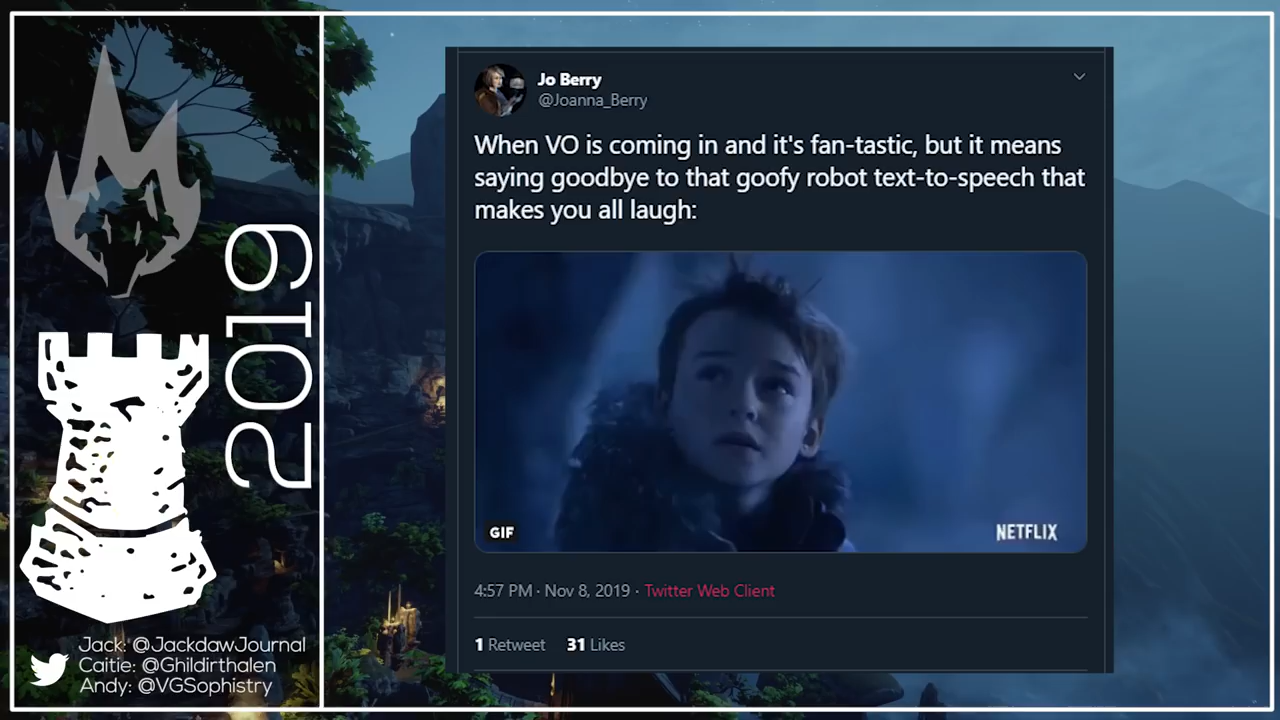 2019
Jack: @JackdawJournal
Caitie: @Ghildirthalen
Andy: @VGSophistry
Jo Berry
@Joanna_Berry
When VO is coming in and it's fan-tastic, but it means
saying goodbye to that goofy robot text-to-speech that
makes you all laugh:
GIF
NETFLIX
4:57 PM · Nov 8, 2019 · Twitter Web Client
1 Retweet 31 Likes